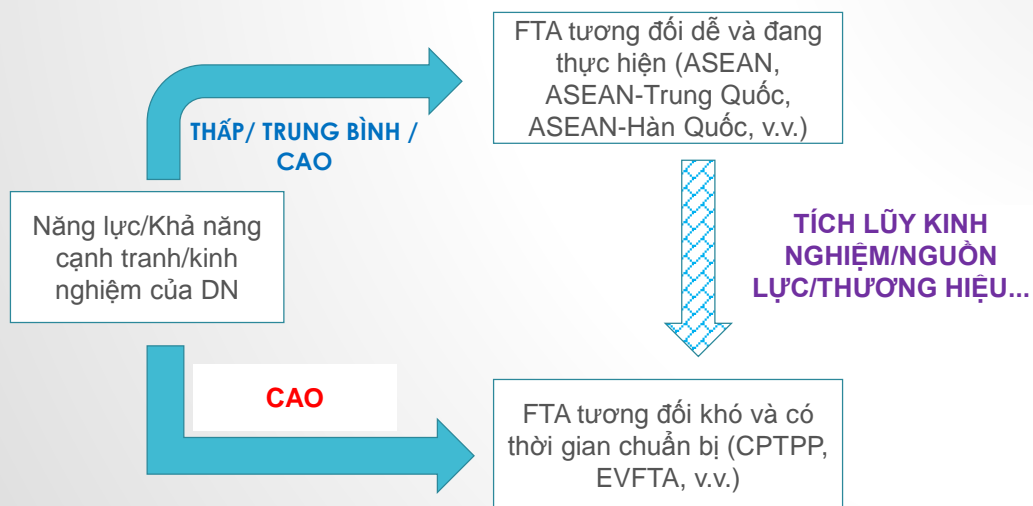 FTA tương đối dễ và đang
thực hiện (ASEAN,
ASEAN-Trung Quốc,
ASEAN-Hàn Quốc, v.v.)
THẤP/ TRUNG BÌNH /
CAO
Năng lực/Khả năng
cạnh tranh/kinh
nghiệm của DN
TÍCH LŨY KINH
NGHIỆM/NGUỒN
LỰC/THƯƠNG HIỆU...
CAO
FTA tương đối khó và có
thời gian chuẩn bị (CPTPP,
EVFTA, v.v.)